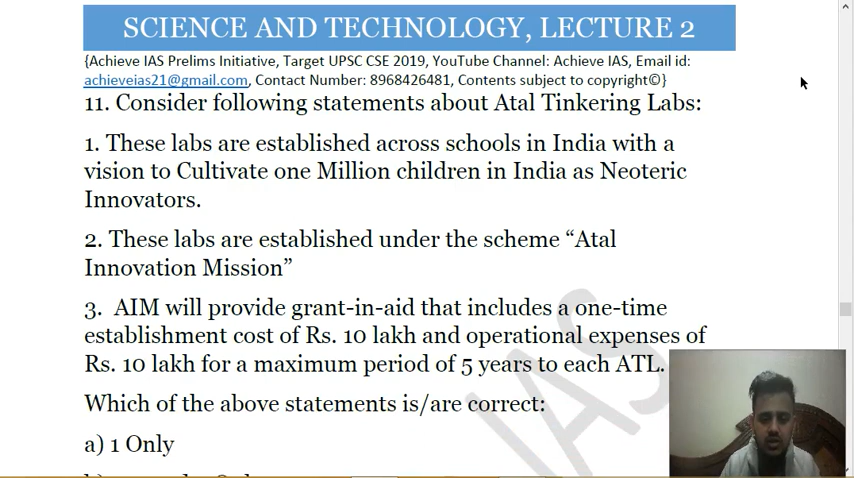 SCIENCE AND TECHNOLOGY, LECTURE 2
{Achieve IAS Prelims Initiative, Target UPSC CSE 2019, YouTube Channel: Achieve IAS, Email id:
achieveias21@gmail.com, Contact Number: 8968426481, Contents subject to copyright©}
11. Consider following statements about Atal Tinkering Labs:
1. These labs are established across schools in India with a
vision to Cultivate one Million children in India as Neoteric
Innovators.
2. These labs are established under the scheme “Atal
Innovation Mission”
3. AIM will provide grant-in-aid that includes a one-time
establishment cost of Rs. 10 lakh and operational expenses of
Rs. 10 lakh for a maximum period of 5 years to each ATL.
IAS
Which of the above statements is/are correct:
a) 1 Only